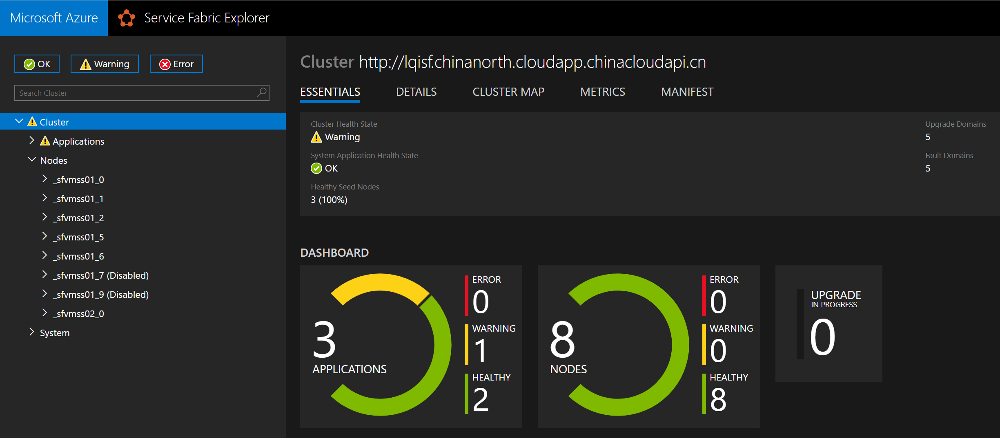 Microsoft Azure
Service Fabric Explorer
OK
Warning
Error
Search Cluster
Cluster
Applications
Nodes
_sfvmss01_0
_sfvmss01_1
_sfvmss01_2
_sfvmss01_5
_sfvmss01_6
_sfvmss01_7 (Disabled)
_sfvmss01_9 (Disabled)
_sfvmss02_0
System
Cluster http://lqisf.chinanorth.cloudapp.chinacloudapi.cn
ESSENTIALS
DETAILS
CLUSTER MAP
METRICS
MANIFEST
Cluster Health State
Warning
System Application Health State
OK
Healthy Seed Nodes
3 (100%)
Upgrade Domains
5
Fault Domains
5
DASHBOARD
3
APPLICATIONS
ERROR
0
WARNING
1
HEALTHY
2
8
NODES
ERROR
0
WARNING
0
HEALTHY
8
UPGRADE
IN PROGRESS
0